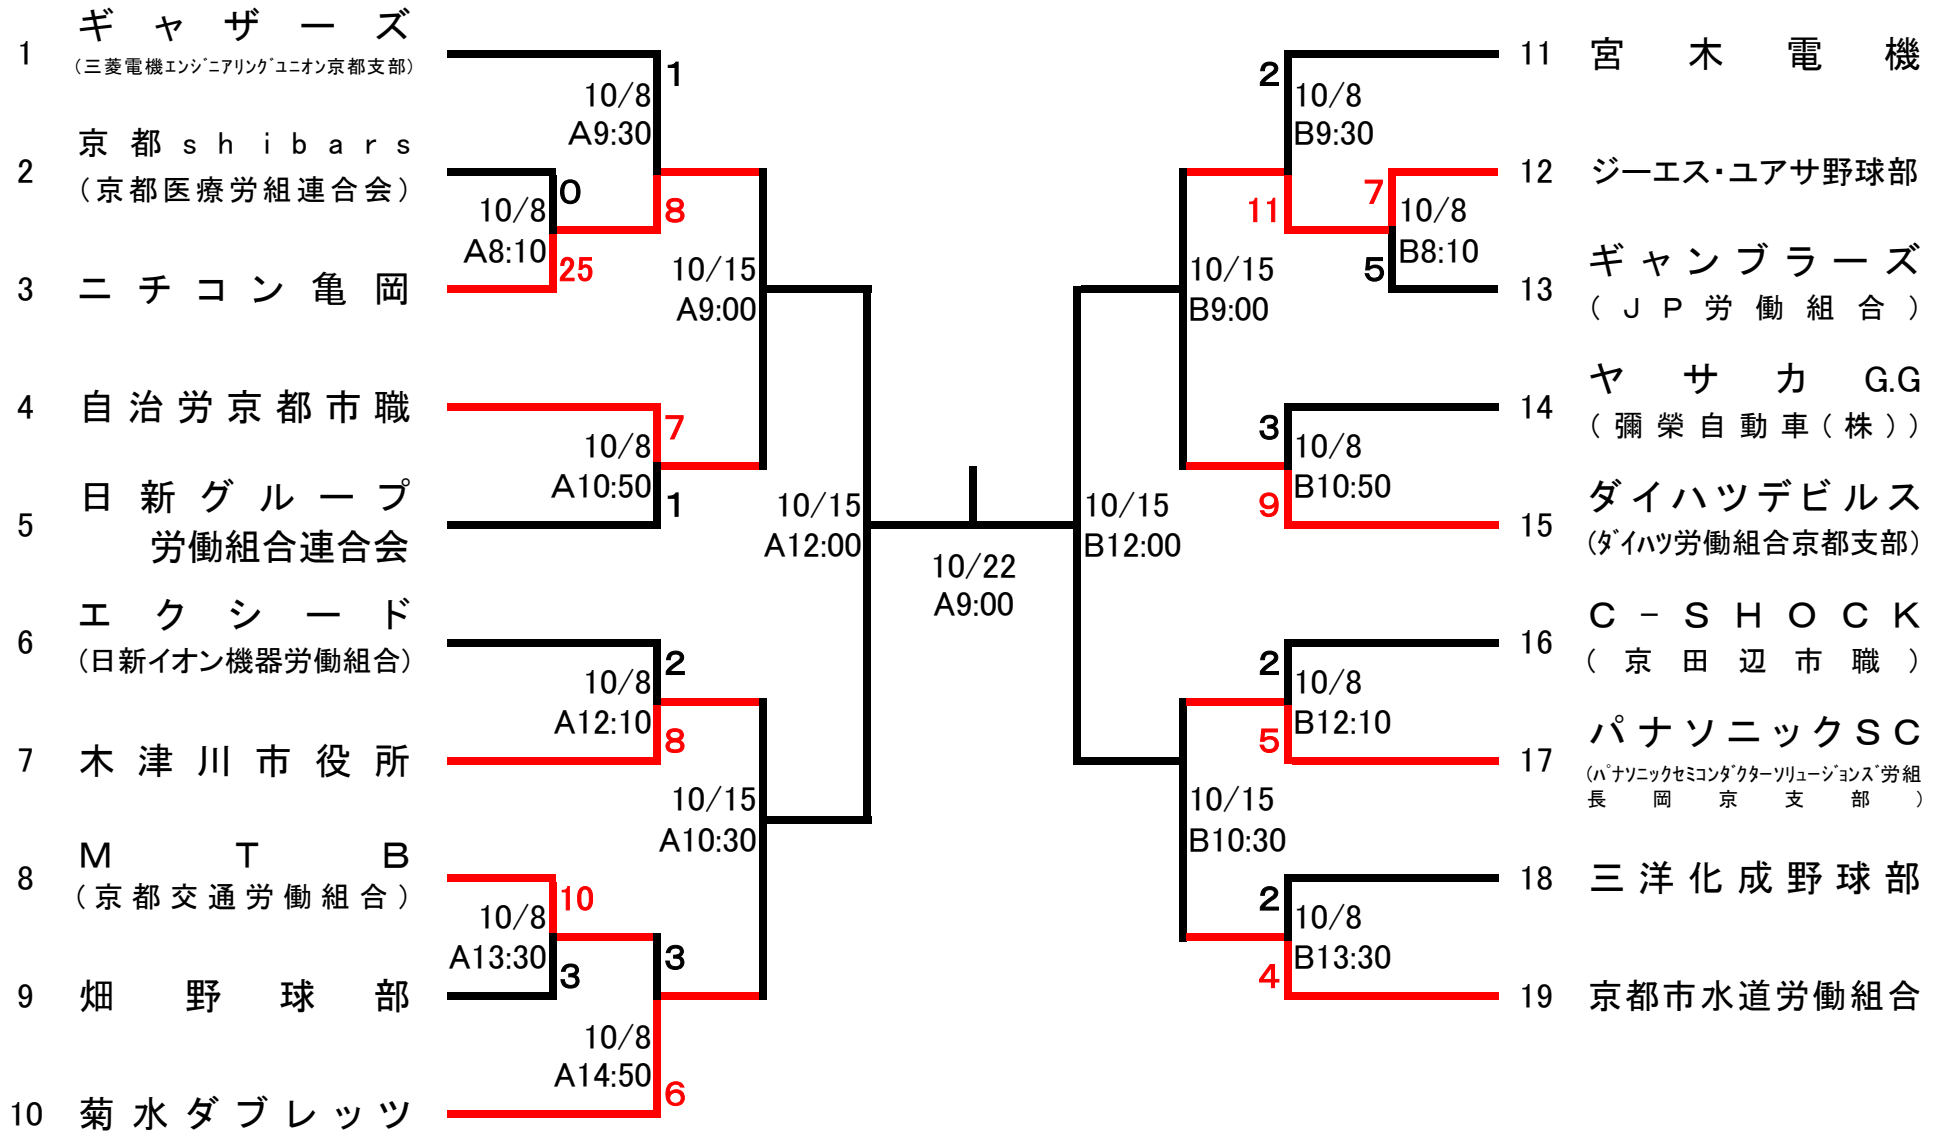 1 ギャザーズ
(三菱電機エンジニアリングユニオン京都支部)
2 京都shibars
(京都医療労組連合会)
3 ニチコン亀岡
4 自治労京都市職
5 日新グループ
労働組合連合会
6 エクシード
(日新イオン機器労働組合)
7 木津川市役所
8 MTB
(京都交通労働組合)
9 畑野球部
10 菊水ダブレッツ
1
10/8
A9:30
8
0
10/8
A8:10
25
10/15
A9:00
7
10/8
A10:50
1
10/15
A12:00
2
10/8
A12:10
8
10/15
A10:30
10
10/8
A13:30
3
3
10/8
A14:50
6
10/22
A9:00
2
10/8
B9:30
11
7
10/8
B8:10
5
10/15
B9:00
3
10/8
B10:50
9
10/15
B12:00
2
10/8
B12:10
5
10/15
B10:30
2
10/8
B13:30
4
11 宮木電機
12 ジーエス・ユアサ野球部
13 ギャンブラーズ
(JP労働組合)
14 ヤサカG.G
(彌榮自動車(株))
15 ダイハツデビルス
(ダイハツ労働組合京都支部)
16 C-SHOCK
(京田辺市職)
17 パナソニックSC
(パナソニックセミコンダクターソリューションズ労組
長岡京支部)
18 三洋化成野球部
19 京都市水道労働組合